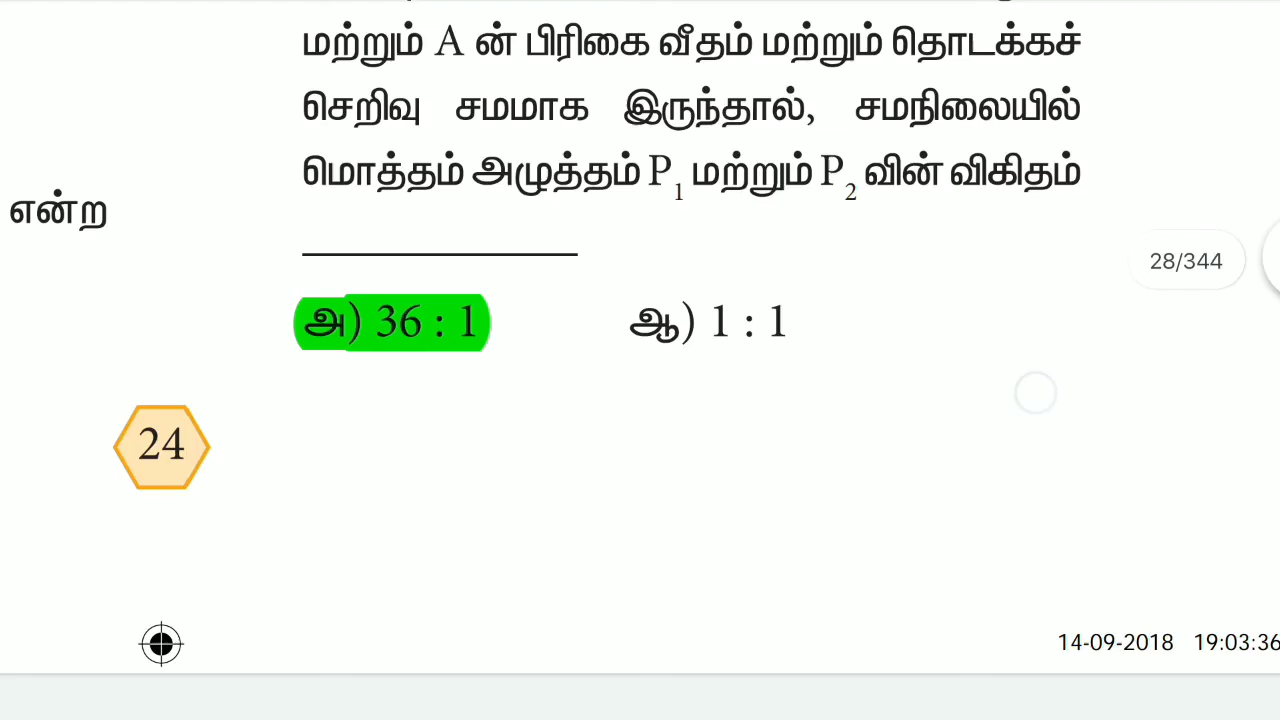 மற்றும் A ன் பிரிகை வீதம் மற்றும் தொடக்கச்
செறிவு சமமாக இருந்தால், சமநிலையில்
மொத்தம் அழுத்தம் P1 மற்றும் P2 வின் விகிதம்
என்ற
28/344
அ) 36 : 1 ஆ) 1 : 1
24
14-09-2018 19:03:36